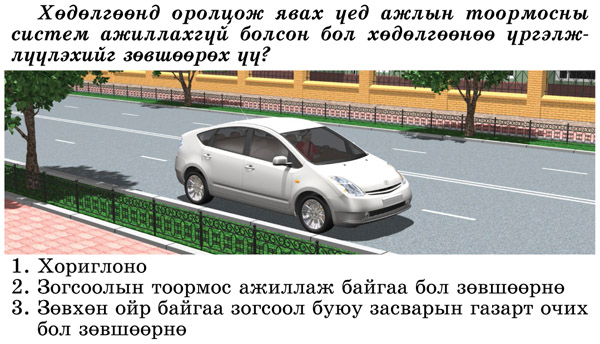 Хөдөлгөөнд оролцож явах үед ажлын тоормосны
систем ажиллахгүй болсон бол хөдөлгөөнөө үргэлж-
лүүлэхийг зөвшөөрөх үү?
1. Хориглоно
2. Зогсоолын тоормос ажиллаж байгаа бол зөвшөөрнө
3. Зөвхөн ойр байгаа зогсоол буюу засварын газарт очих
бол зөвшөөрнө